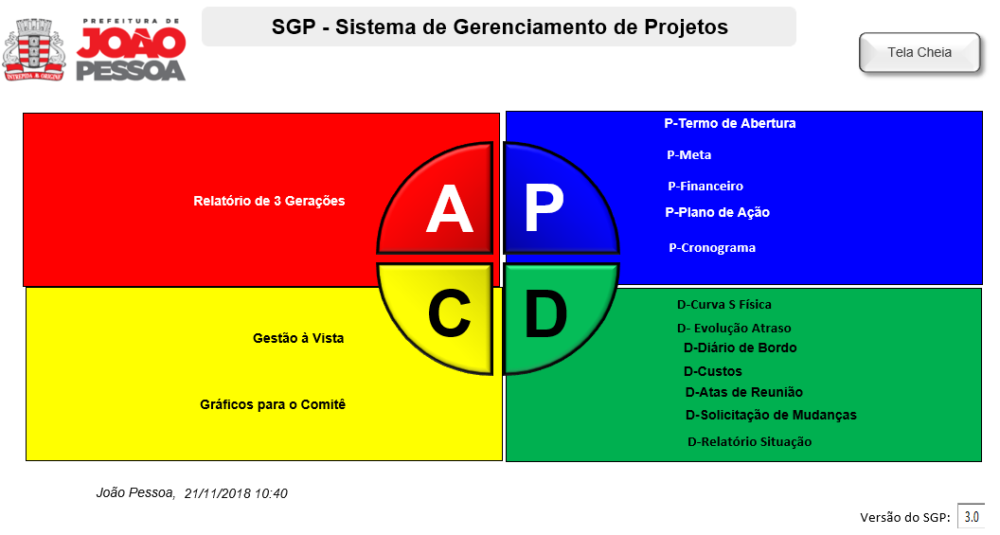 PREFEITURA DE
JOÃO
PESSOA
INTREPIDA AB ORIGINE
SGP - Sistema de Gerenciamento de Projetos
Tela Cheia
Relatório de 3 Gerações
A
P
P-Termo de Abertura
P-Meta
P-Financeiro
P-Plano de Ação
P-Cronograma
Gestão à Vista
Gráficos para o Comitê
C
D
D-Curva S Física
D- Evolução Atraso
D-Diário de Bordo
D-Custos
D-Atas de Reunião
D-Solicitação de Mudanças
D-Relatório Situação
João Pessoa, 21/11/2018 10:40
Versão do SGP: 3.0